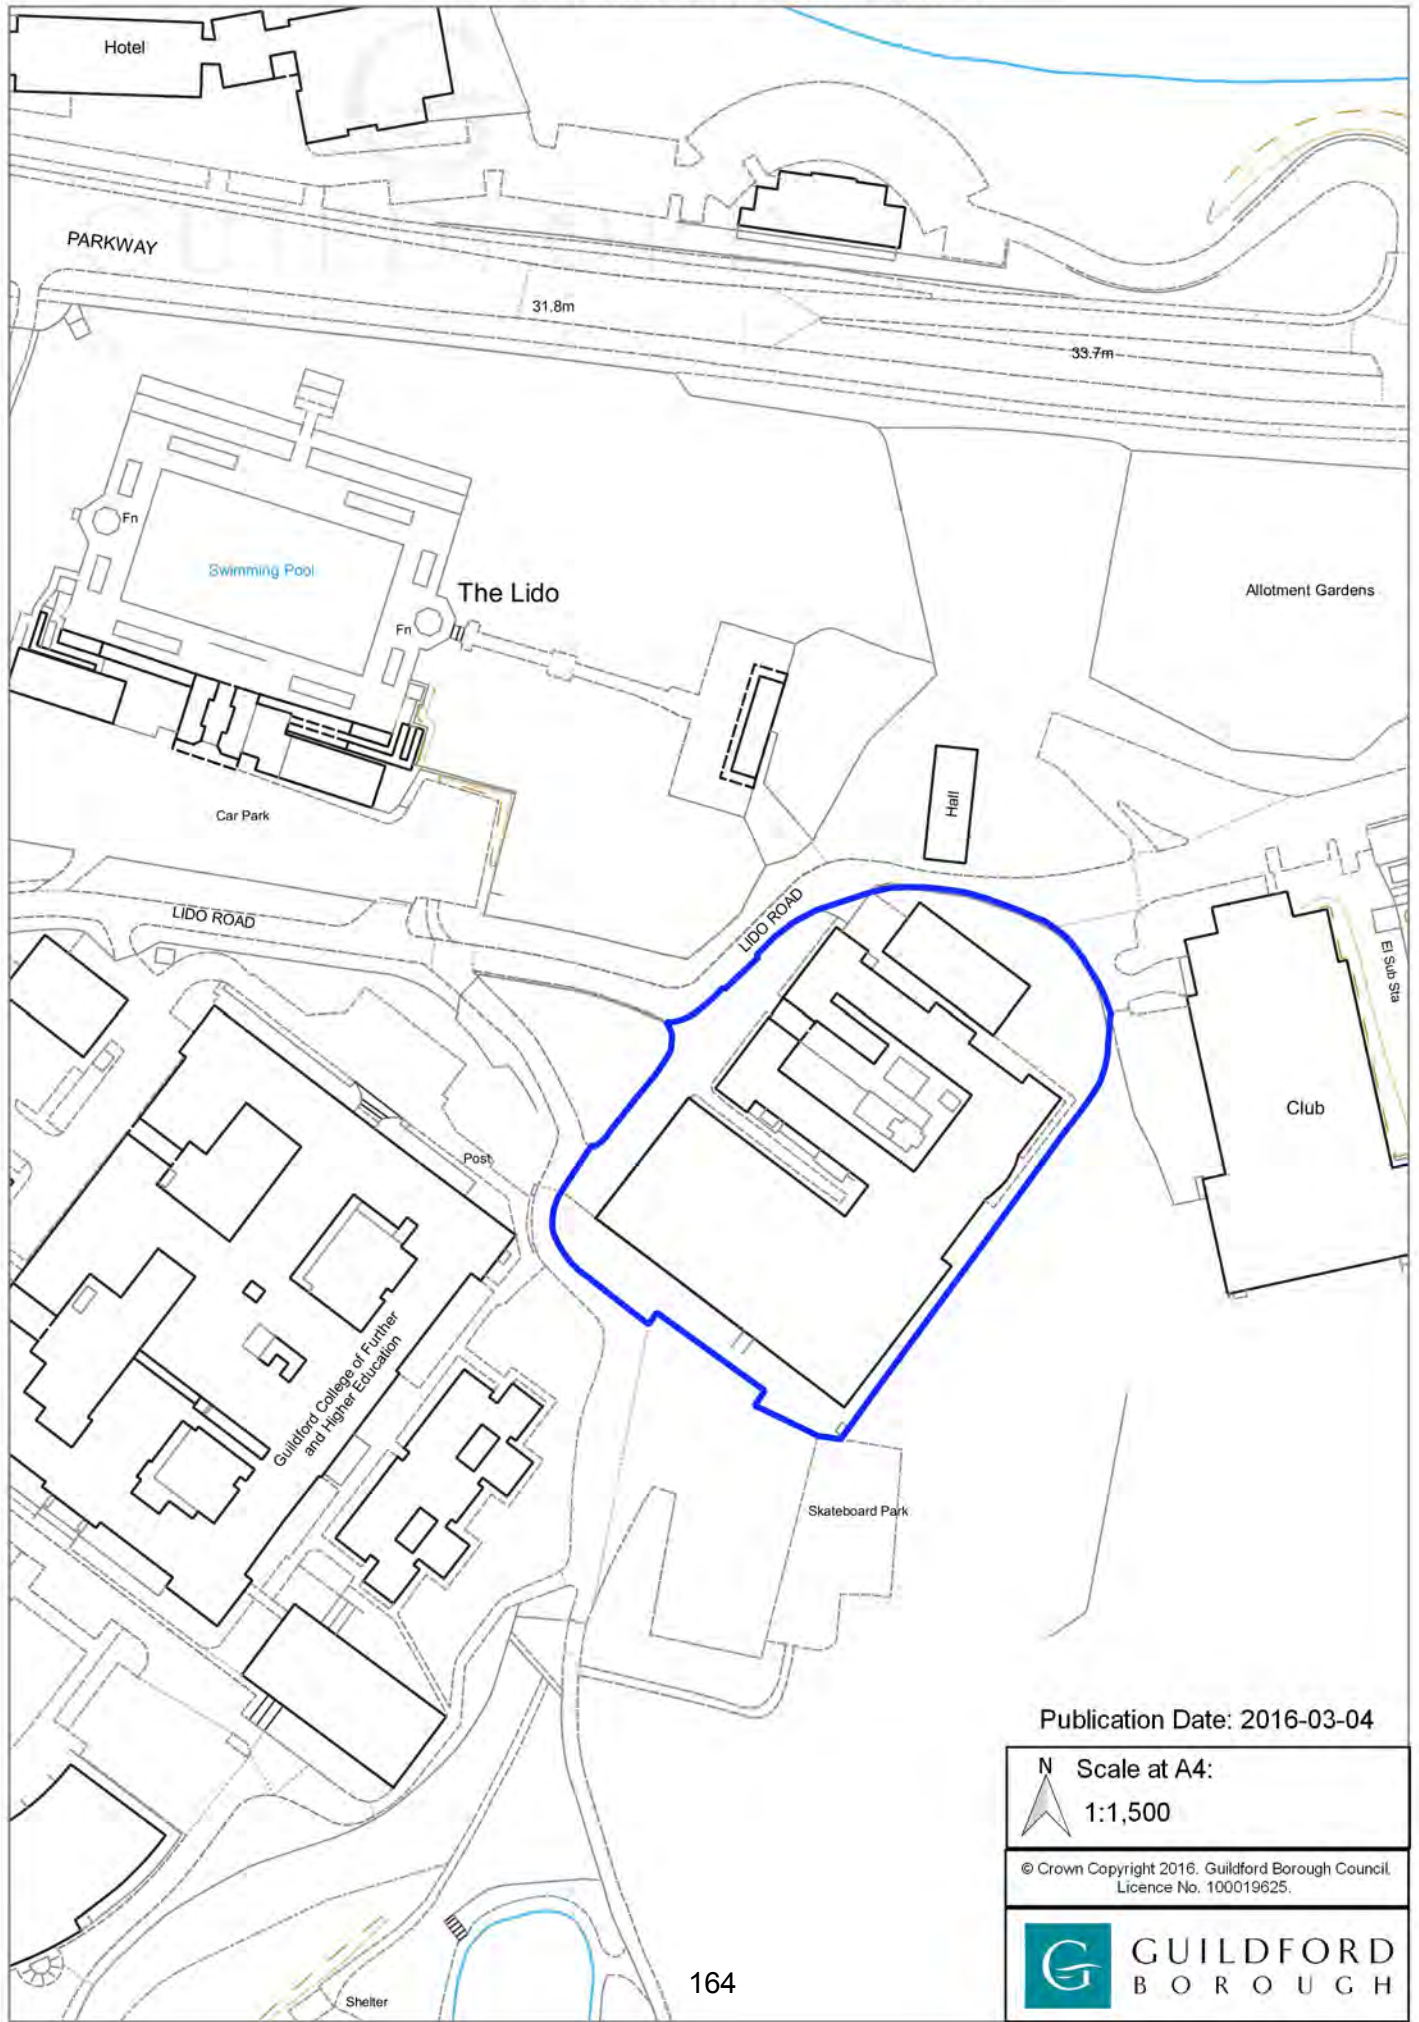 Hotel
PARKWAY
31.8m
33.7m
Fn
Swimming Pool
The Lido
Allotment Gardens
Fn
Hall
Car Park
LIDO ROAD
LIDO ROAD
El Sub Sta
Club
Post
Guildford College of Further
and Higher Education
Skateboard Park
Publication Date: 2016-03-04
N
Scale at A4:
1:1,500
© Crown Copyright 2016. Guildford Borough Council.
Licence No. 100019625.
G
GUILDFORD
BOROUGH
164
Shelter